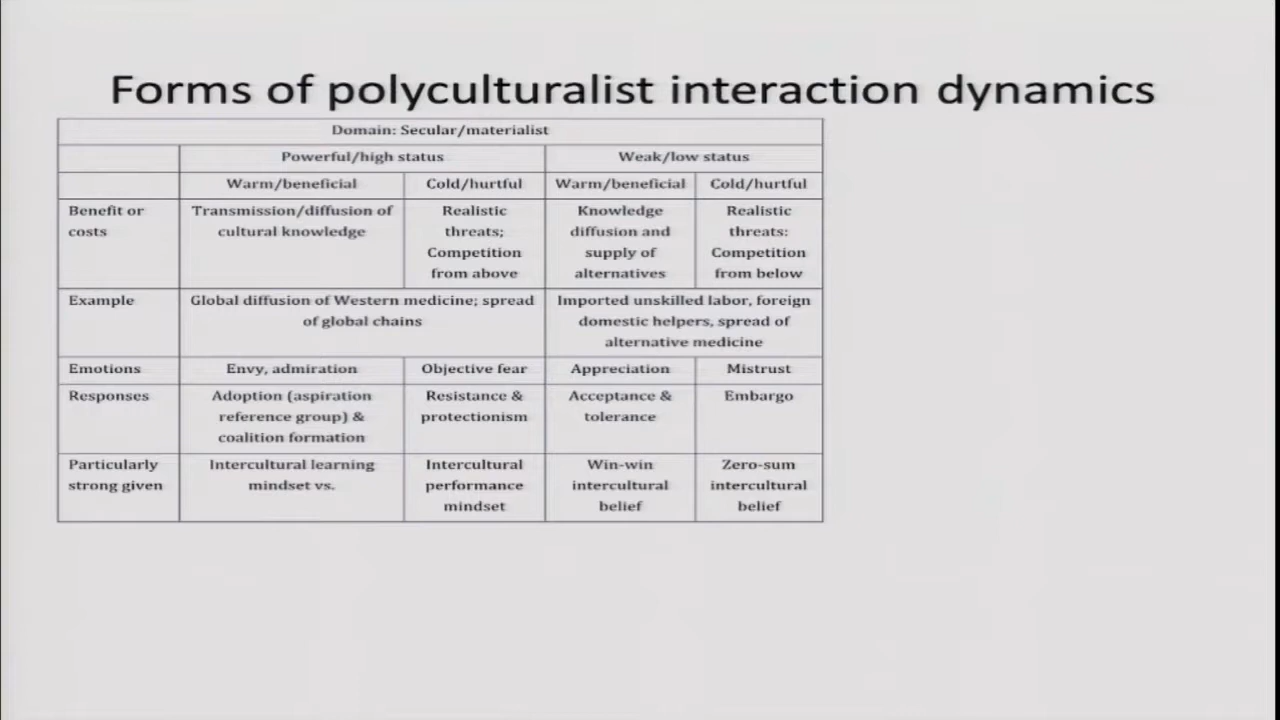 Forms of polyculturalist interaction dynamics
Domain: Secular/materialist
Powerful/high status
Weak/low status
Warm/beneficial
Cold/hurtful
Warm/beneficial
Cold/hurtful
Benefit or
costs
Transmission/diffusion of
cultural knowledge
Realistic
threats;
Competition
from above
Knowledge
diffusion and
supply of
alternatives
Realistic
threats:
Competition
from below
Example
Global diffusion of Western medicine; spread
of global chains
Imported unskilled labor, foreign
domestic helpers, spread of
alternative medicine
Emotions
Envy, admiration
Objective fear
Appreciation
Mistrust
Responses
Adoption (aspiration
reference group) &
coalition formation
Resistance &
protectionism
Acceptance &
tolerance
Embargo
Particularly
strong given
Intercultural learning
mindset vs.
Intercultural
performance
mindset
Win-win
intercultural
belief
Zero-sum
intercultural
belief